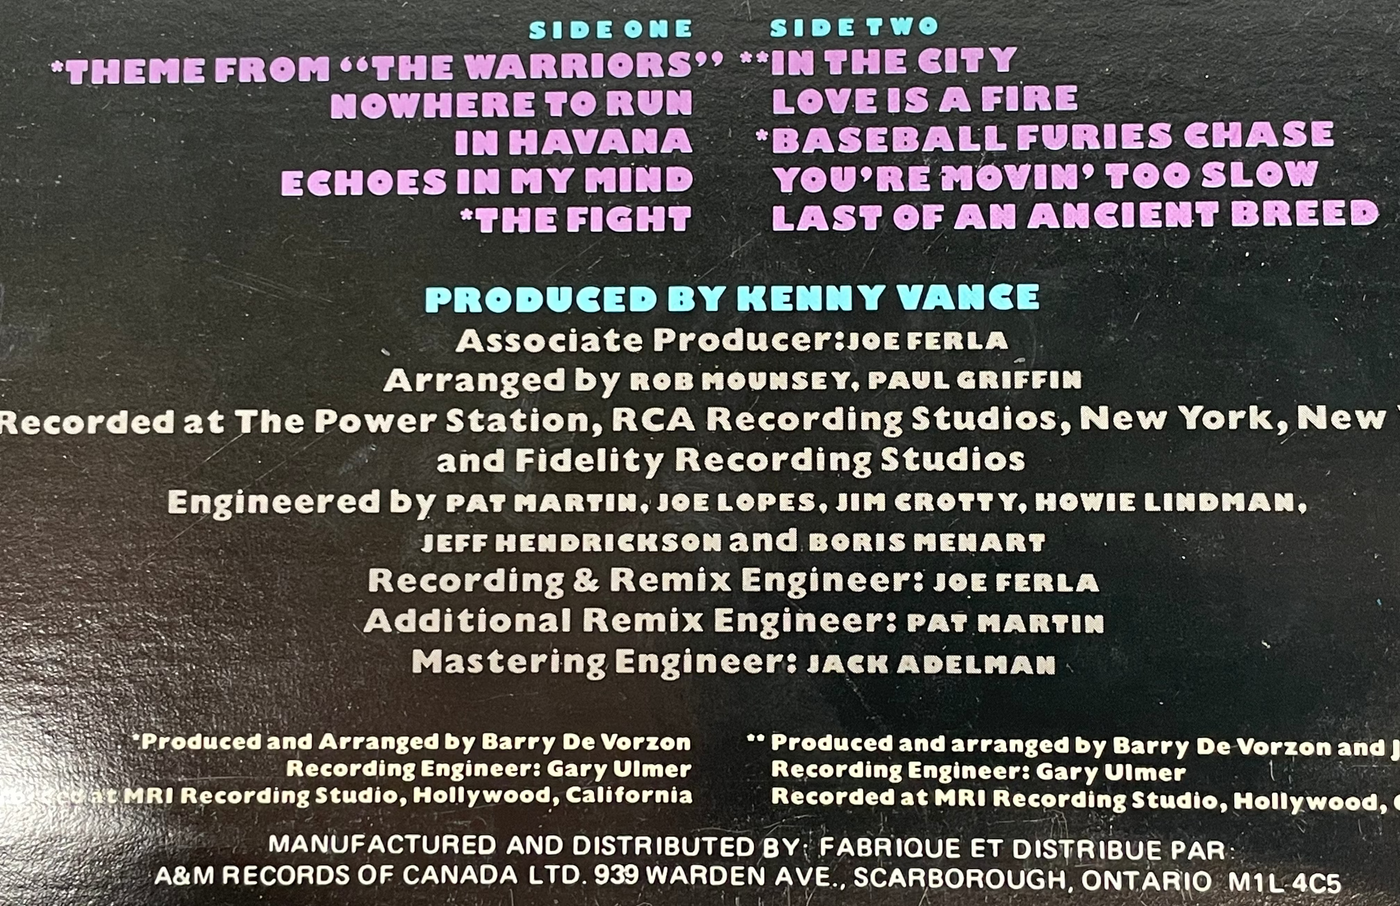 SIDE ONE
*THEME FROM “THE WARRIORS”
NOWHERE TO RUN
IN HAVANA
ECHOES IN MY MIND
*THE FIGHT
SIDE TWO
**IN THE CITY
LOVE IS A FIRE
*BASEBALL FURIES CHASE
YOU’RE MOVIN’ TOO SLOW
LAST OF AN ANCIENT BREED
PRODUCED BY KENNY VANCE
Associate Producer:JOE FERLA
Arranged by ROB MOUNSEY, PAUL GRIFFIN
Recorded at The Power Station, RCA Recording Studios, New York, New
and Fidelity Recording Studios
Engineered by PAT MARTIN, JOE LOPES, JIM CROTTY, HOWIE LINDMAN,
JEFF HENDRICKSON and BORIS MENART
Recording & Remix Engineer: JOE FERLA
Additional Remix Engineer: PAT MARTIN
Mastering Engineer: JACK ADELMAN
*Produced and Arranged by Barry De Vorzon
Recording Engineer: Gary Ulmer
at MRI Recording Studio, Hollywood, California
** Produced and arranged by Barry De Vorzon and
Recording Engineer: Gary Ulmer
Recorded at MRI Recording Studio, Hollywood,
MANUFACTURED AND DISTRIBUTED BY: FABRIQUE ET DISTRIBUE PAR:
A&M RECORDS OF CANADA LTD. 939 WARDEN AVE., SCARBOROUGH, ONTARIO M1L 4C5